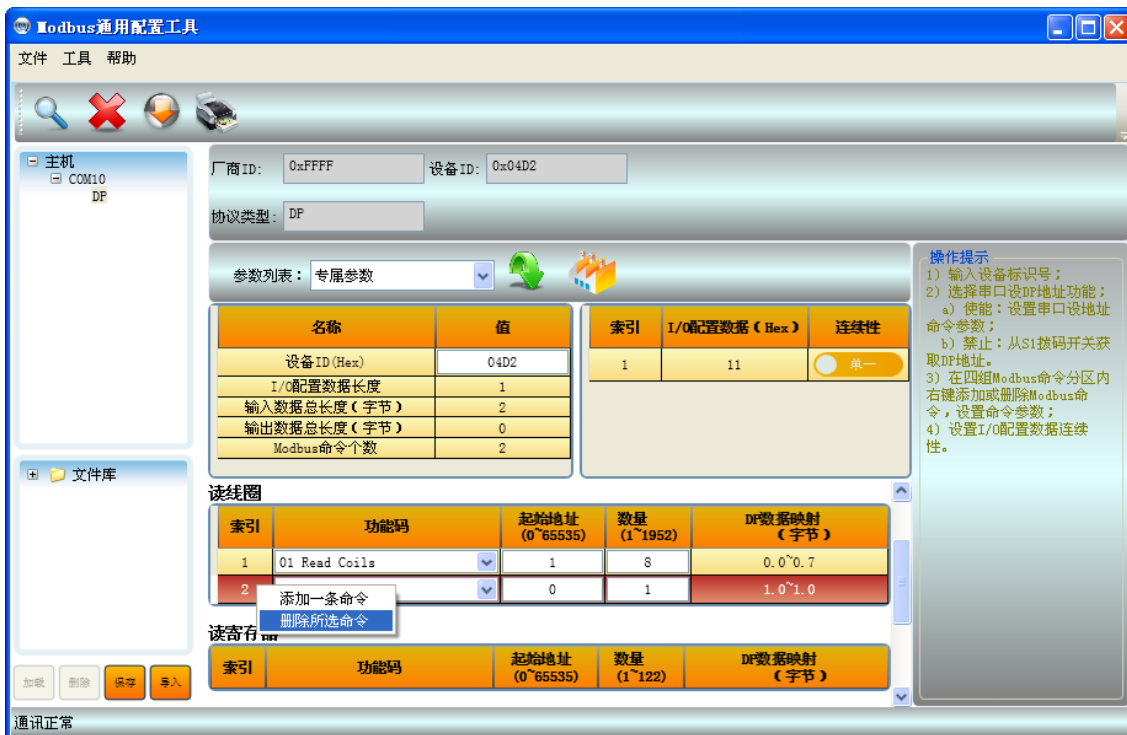 Modbus通用配置工具
文件 工具 帮助
主机
COM10
DP
厂商ID: 0xFFFF 设备ID: 0x04D2
协议类型: DP
参数列表: 专属参数
名称 值
设备ID(Hex) 04D2
I/O配置数据长度 1
输入数据总长度(字节) 2
输出数据总长度(字节) 0
Modbus命令个数 2
索引 I/O配置数据(Hex) 连续性
1 11 单一
操作提示
1) 输入设备标识号;
2) 选择串口设DP地址功能;
a) 使能:设置串口设地址
命令参数;
b) 禁止:从S1拨码开关获
取DP地址。
3) 在四组Modbus命令分区内
右键添加或删除Modbus命
令,设置命令参数;
4) 设置I/O配置数据连续
性。
文件库
读线圈
索引 功能码 起始地址 数量 DP数据映射
(0~65535) (1~1952) (字节)
1 01 Read Coils 1 8 0.0~0.7
2 0 1 1.0~1.0
添加一条命令
删除所选命令
读寄存器
索引 功能码 起始地址 数量 DP数据映射
(0~65535) (1~122) (字节)
加载 删除 保存 导入
通讯正常